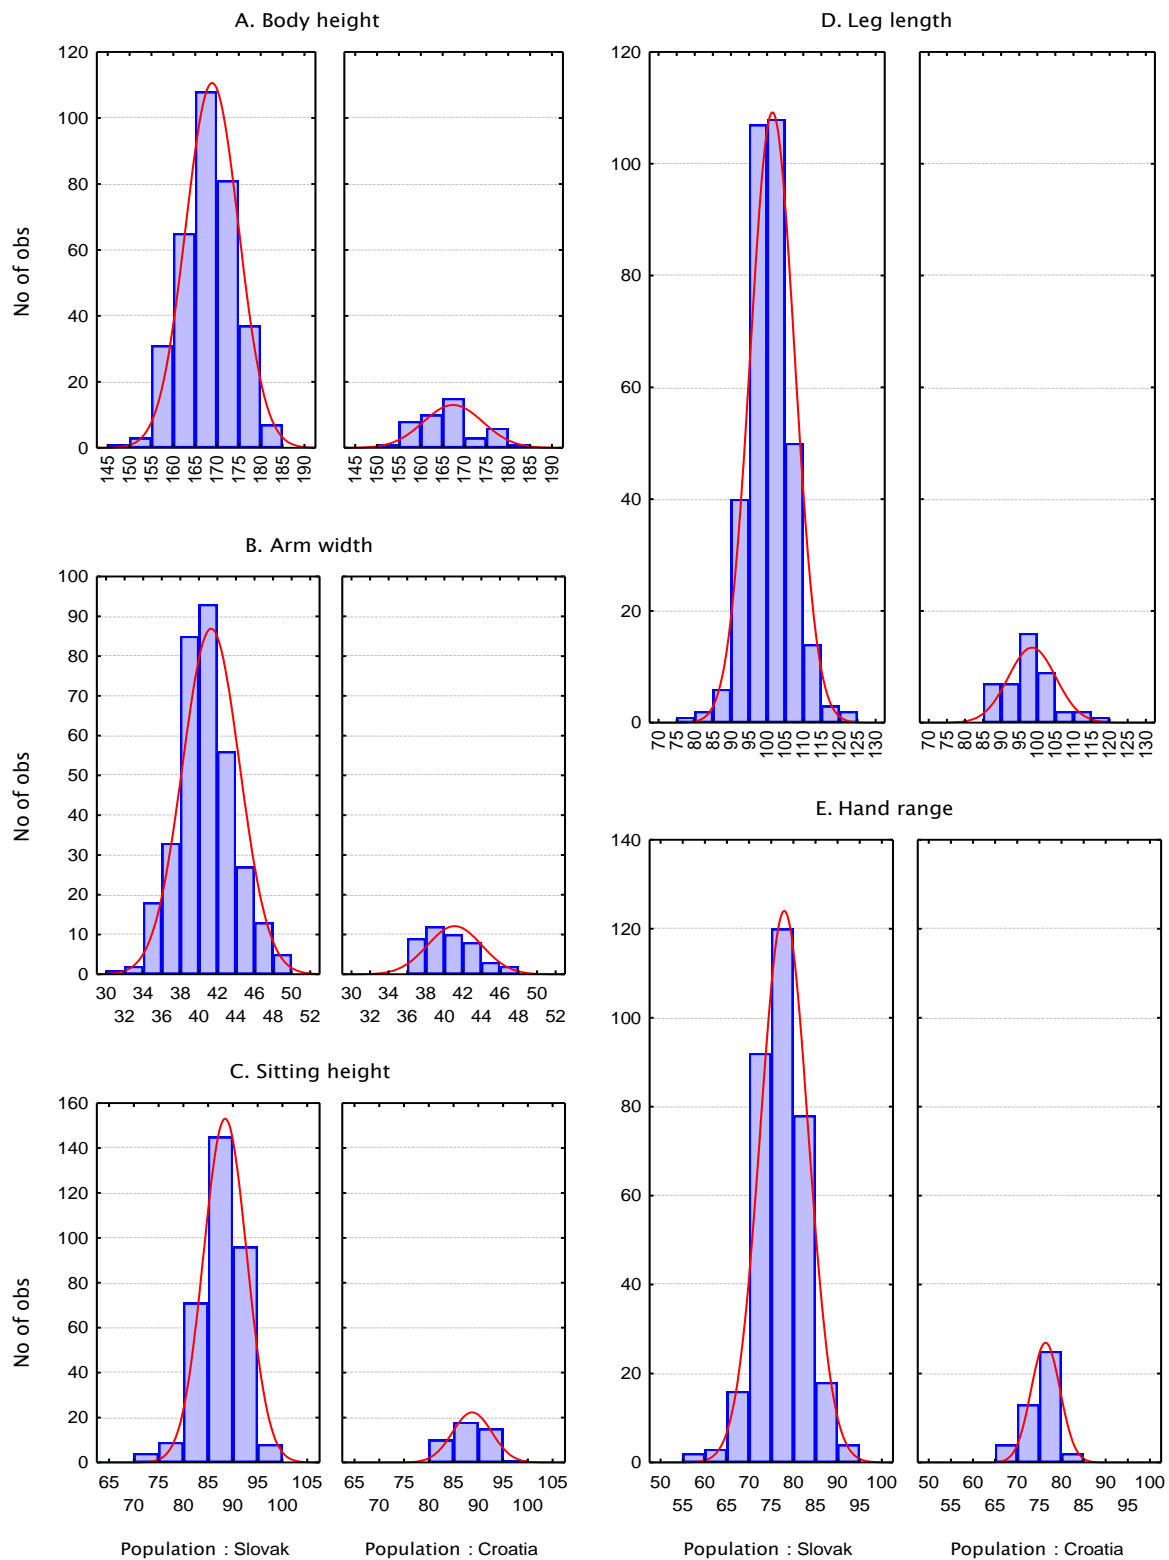 A. Body height
No of obs
120
100
80
60
40
20
0
145 150 155 160 165 170 175 180 185 190
145 150 155 160 165 170 175 180 185 190
B. Arm width
No of obs
100
90
80
70
60
50
40
30
20
10
0
30 34 38 42 46 50
32 36 40 44 48 52
30 34 38 42 46 50
32 36 40 44 48 52
C. Sitting height
No of obs
160
140
120
100
80
60
40
20
0
65 75 85 95 105
70 80 90 100
65 75 85 95 105
70 80 90 100
Population : Slovak
Population : Croatia
D. Leg length
120
100
80
60
40
20
0
70 75 80 85 90 95 100 105 110 115 120 125 130
70 75 80 85 90 95 100 105 110 115 120 125 130
E. Hand range
140
120
100
80
60
40
20
0
50 60 70 80 90 100
55 65 75 85 95
50 60 70 80 90 100
55 65 75 85 95
Population : Slovak
Population : Croatia